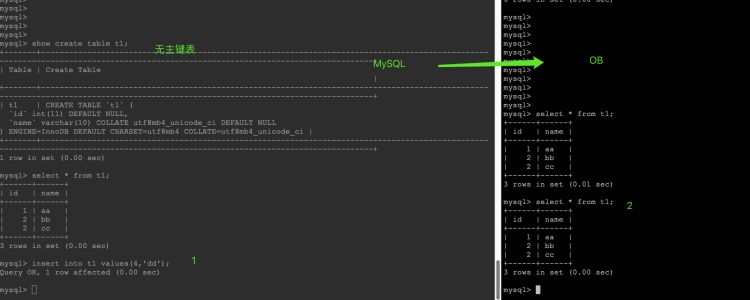 mysql>
mysql>
mysql>
mysql>
mysql> show create table t1;
无主键表
MySQL
| Table | Create Table
|
| t1 | CREATE TABLE `t1` (
`id` int(11) DEFAULT NULL,
`name` varchar(10) COLLATE utf8mb4_unicode_ci DEFAULT NULL
) ENGINE=InnoDB DEFAULT CHARSET=utf8mb4 COLLATE=utf8mb4_unicode_ci |
1 row in set (0.00 sec)
mysql> select * from t1;
| id | name |
| 1 | aa |
| 2 | bb |
| 2 | cc |
3 rows in set (0.00 sec)
mysql> insert into t1 values(4,'dd');
1
Query OK, 1 row affected (0.00 sec)
mysql>
rows in set (0.00 sec)
mysql>
mysql>
mysql>
mysql>
OB
mysql>
mysql>
mysql>
mysql>
mysql> select * from t1;
| id | name |
| 1 | aa |
| 2 | bb |
| 2 | cc |
3 rows in set (0.01 sec)
mysql> select * from t1;
2
| id | name |
| 1 | aa |
| 2 | bb |
| 2 | cc |
3 rows in set (0.00 sec)
mysql>